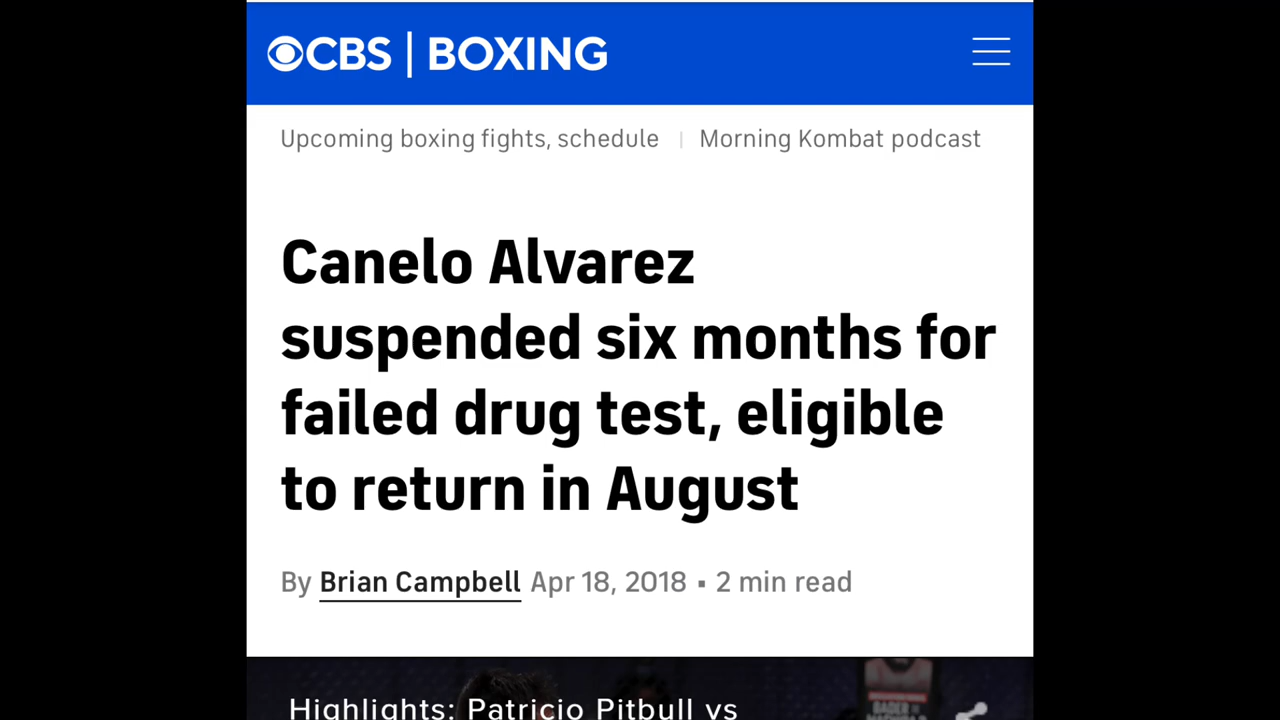 CBS | BOXING
Upcoming boxing fights, schedule | Morning Kombat podcast
Canelo Alvarez
suspended six months for
failed drug test, eligible
to return in August
By Brian Campbell Apr 18, 2018 • 2 min read
Highlights: Patricio Pitbull vs